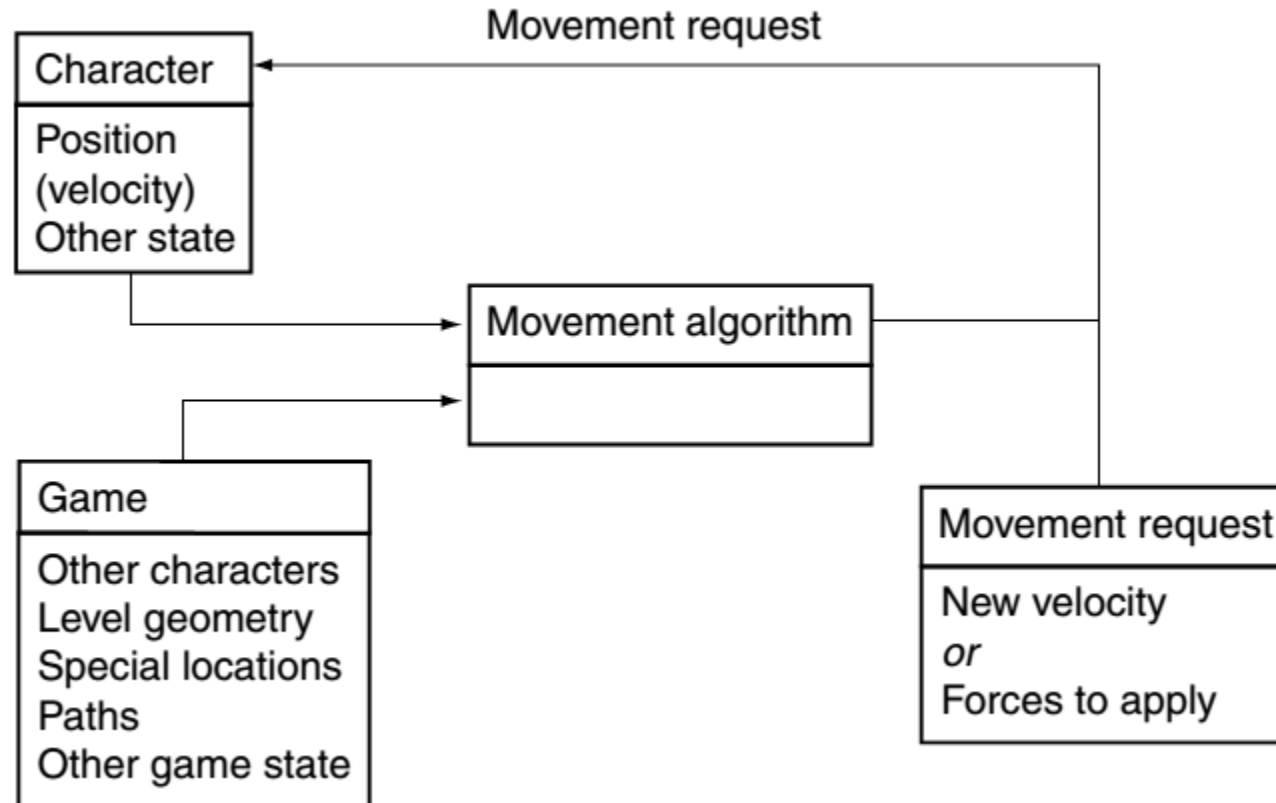 Movement request
Character
Position
(velocity)
Other state
Movement algorithm
Game
Other characters
Level geometry
Special locations
Paths
Other game state
Movement request
New velocity
or
Forces to apply